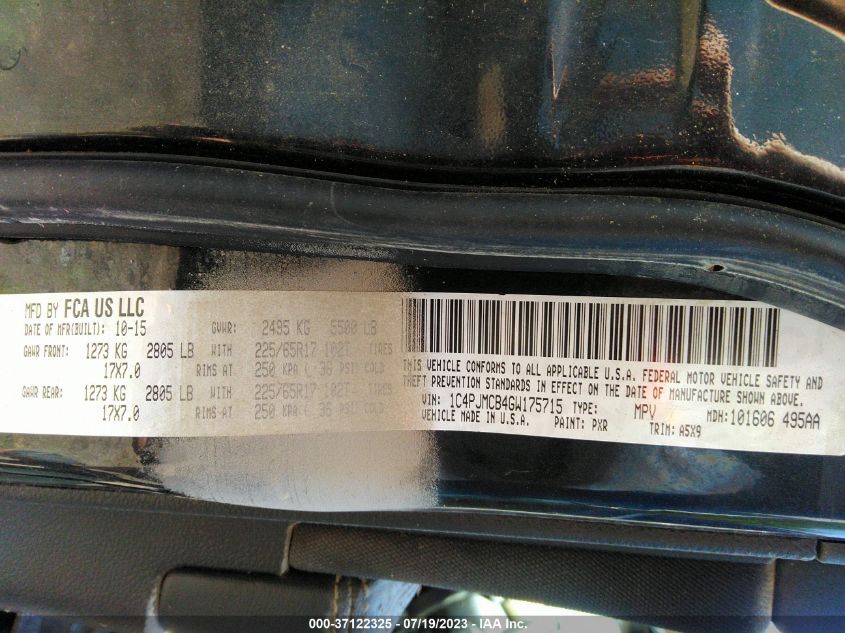 MFD BY FCA US LLC
DATE OF MFR(BUILT): 10-15 GVWR: 2495 KG 5500 LB
GAWR FRONT: 1273 KG 2805 LB WITH 225/65R17 102T TIRES
17X7.0 RIMS AT 250 KPA ( 36 PSI) COLD
GAWR REAR: 1273 KG 2805 LB WITH 225/65R17 102T TIRES
17X7.0 RIMS AT 250 KPA ( 36 PSI) COLD
THIS VEHICLE CONFORMS TO ALL APPLICABLE U.S.A. FEDERAL MOTOR VEHICLE SAFETY AND
THEFT PREVENTION STANDARDS IN EFFECT ON THE DATE OF MANUFACTURE SHOWN ABOVE.
VIN: 1C4PJMCB4GW175715 TYPE: MPV MDH: 101606 495AA
VEHICLE MADE IN U.S.A. PAINT: PXR TRIM: A5X9
000-37122325 | 07/19/2023 - IAA Inc.